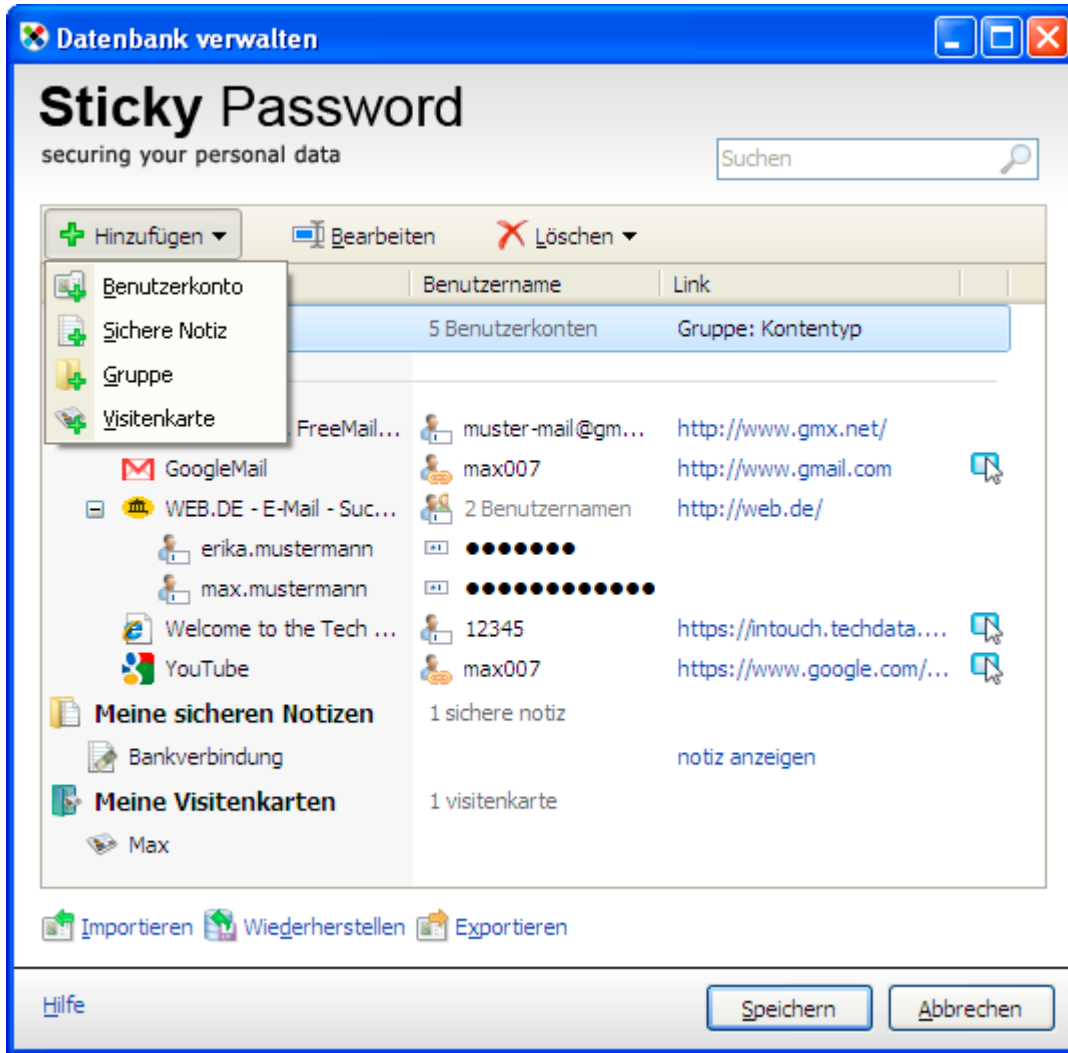 Datenbank verwalten
Sticky Password
securing your personal data
Suchen
Hinzufügen Bearbeiten Löschen
Benutzerkonto
Sichere Notiz
Gruppe
Visitenkarte
Benutzername Link
5 Benutzerkonten Gruppe: Kontentyp
FreeMail... muster-mail@gm... http://www.gmx.net/
GoogleMail max007 http://www.gmail.com
WEB.DE - E-Mail - Suc... 2 Benutzernamen http://web.de/
erika.mustermann ●●●●●●●
max.mustermann ●●●●●●●●●●●●
Welcome to the Tech ... 12345 https://intouch.techdata....
YouTube max007 https://www.google.com/...
Meine sicheren Notizen 1 sichere notiz
Bankverbindung notiz anzeigen
Meine Visitenkarten 1 visitenkarte
Max
Importieren Wiederherstellen Exportieren
Hilfe Speichern Abbrechen